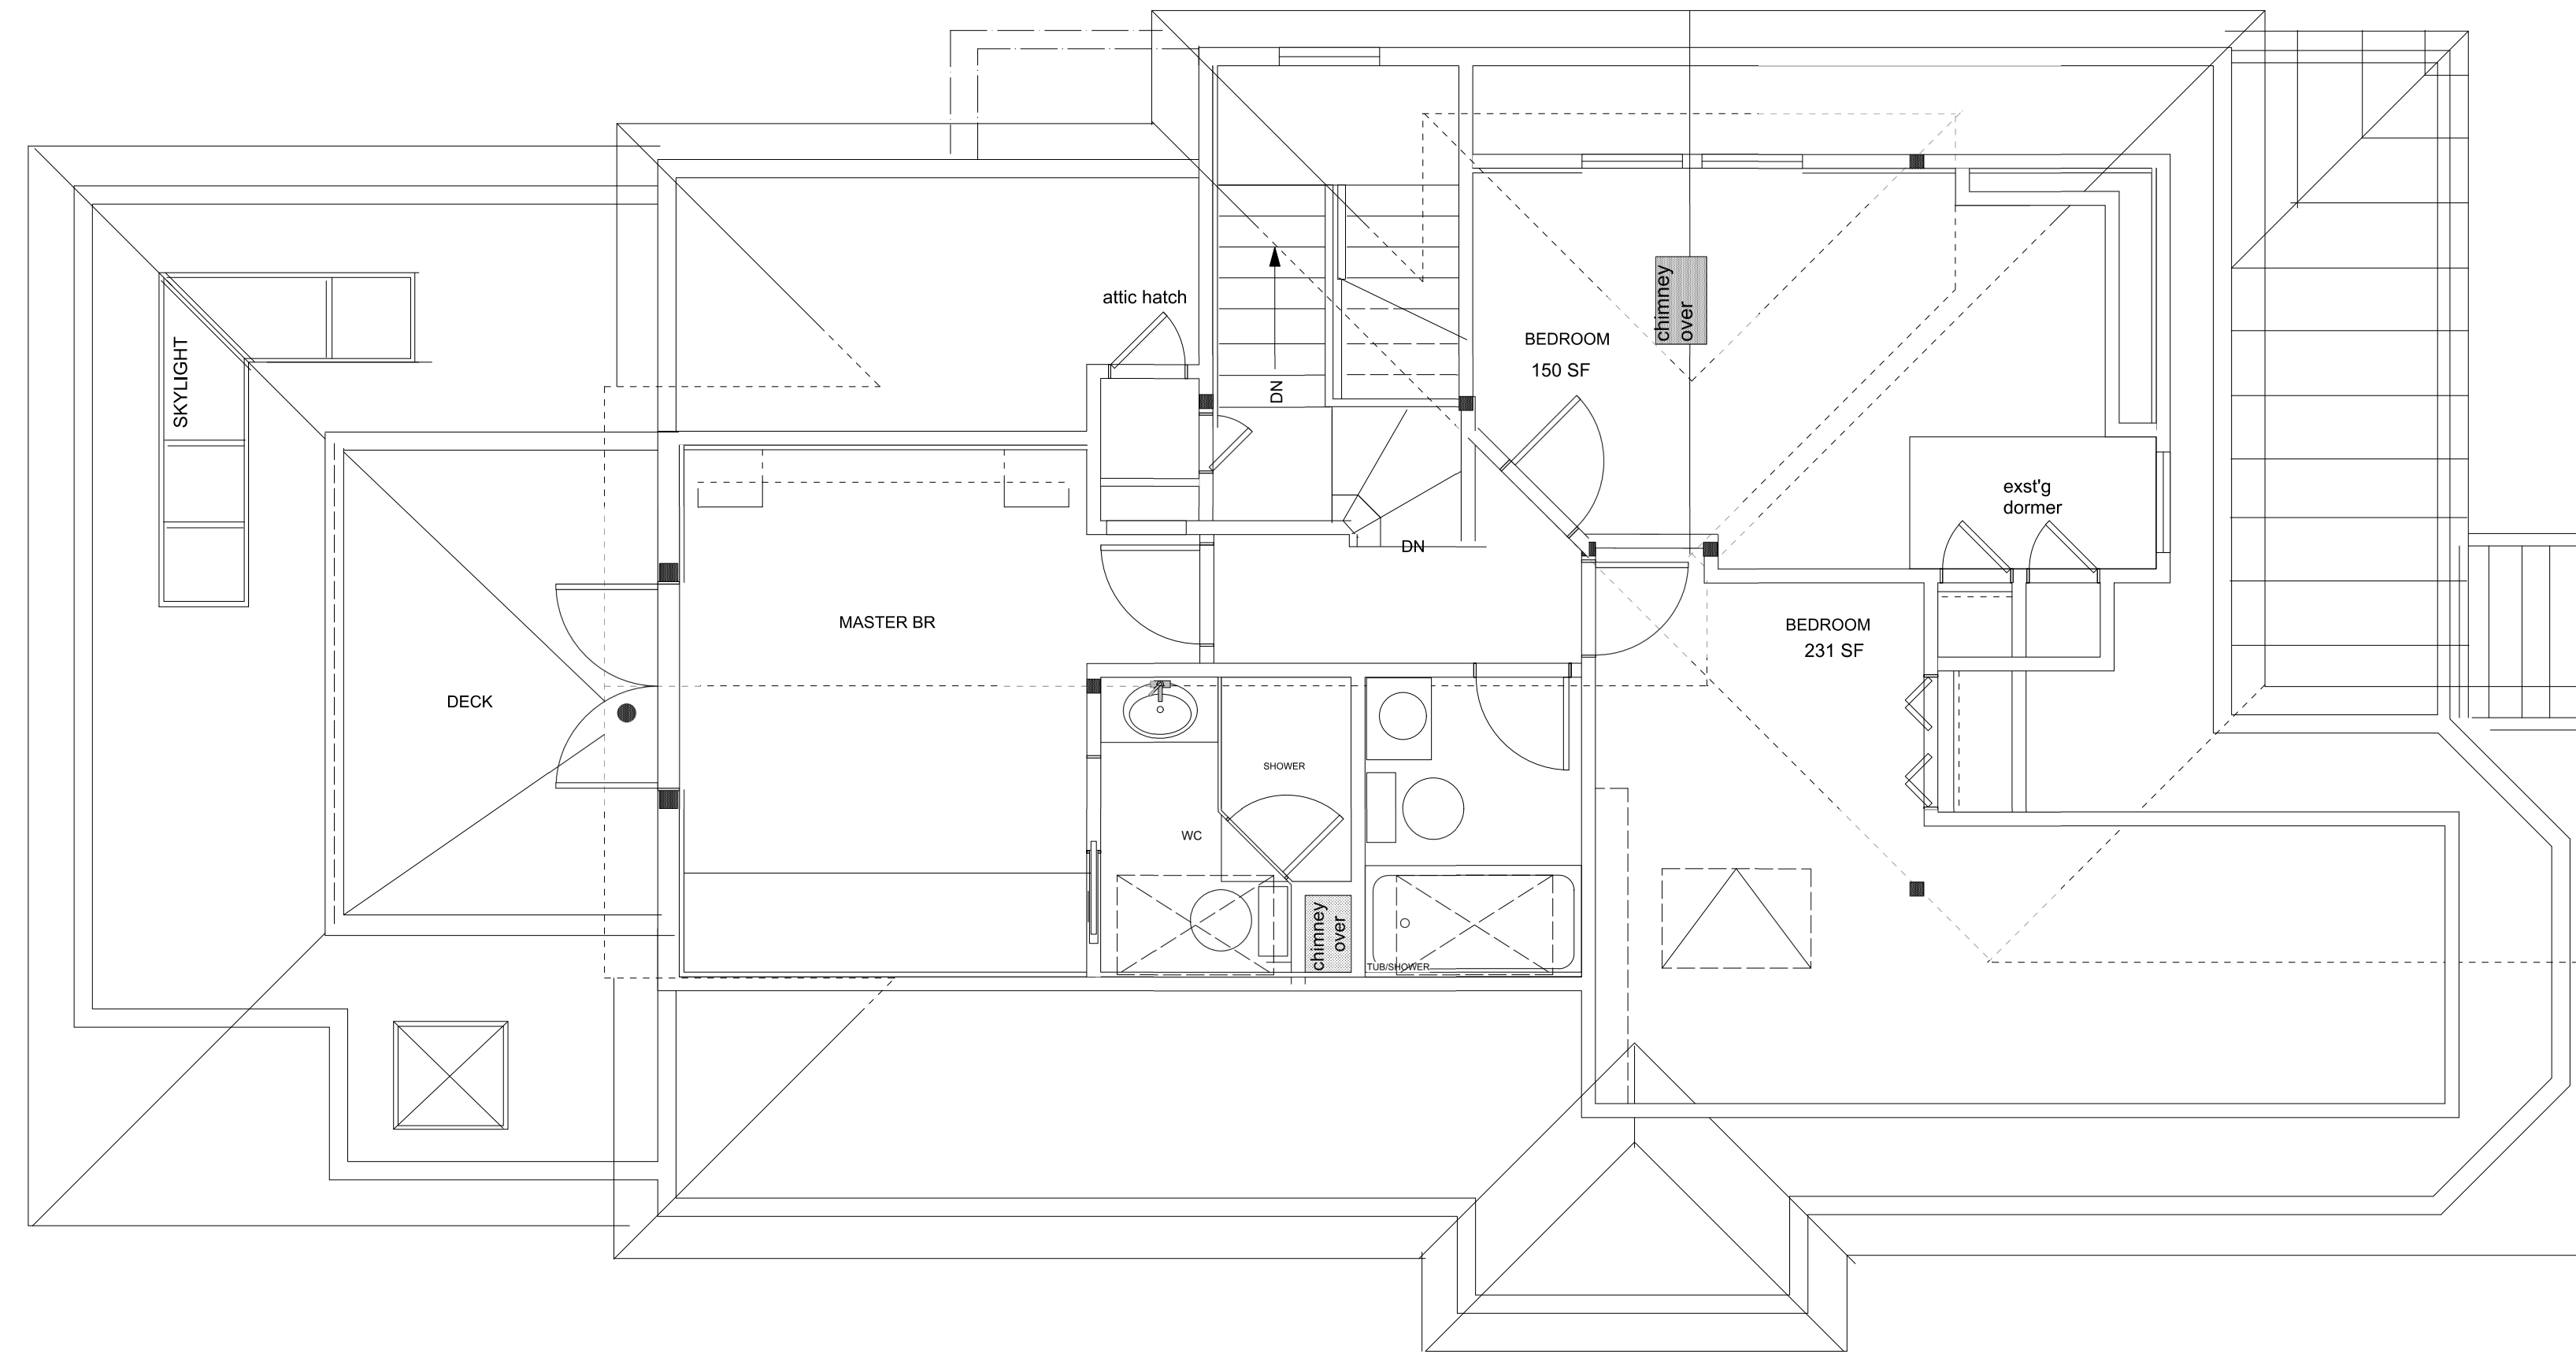 attic hatch
SKYLIGHT
chimney
over
BEDROOM
150 SF
DN
exst'g
dormer
DN
MASTER BR
BEDROOM
231 SF
DECK
SHOWER
WC
chimney
over
TUB/SHOWER